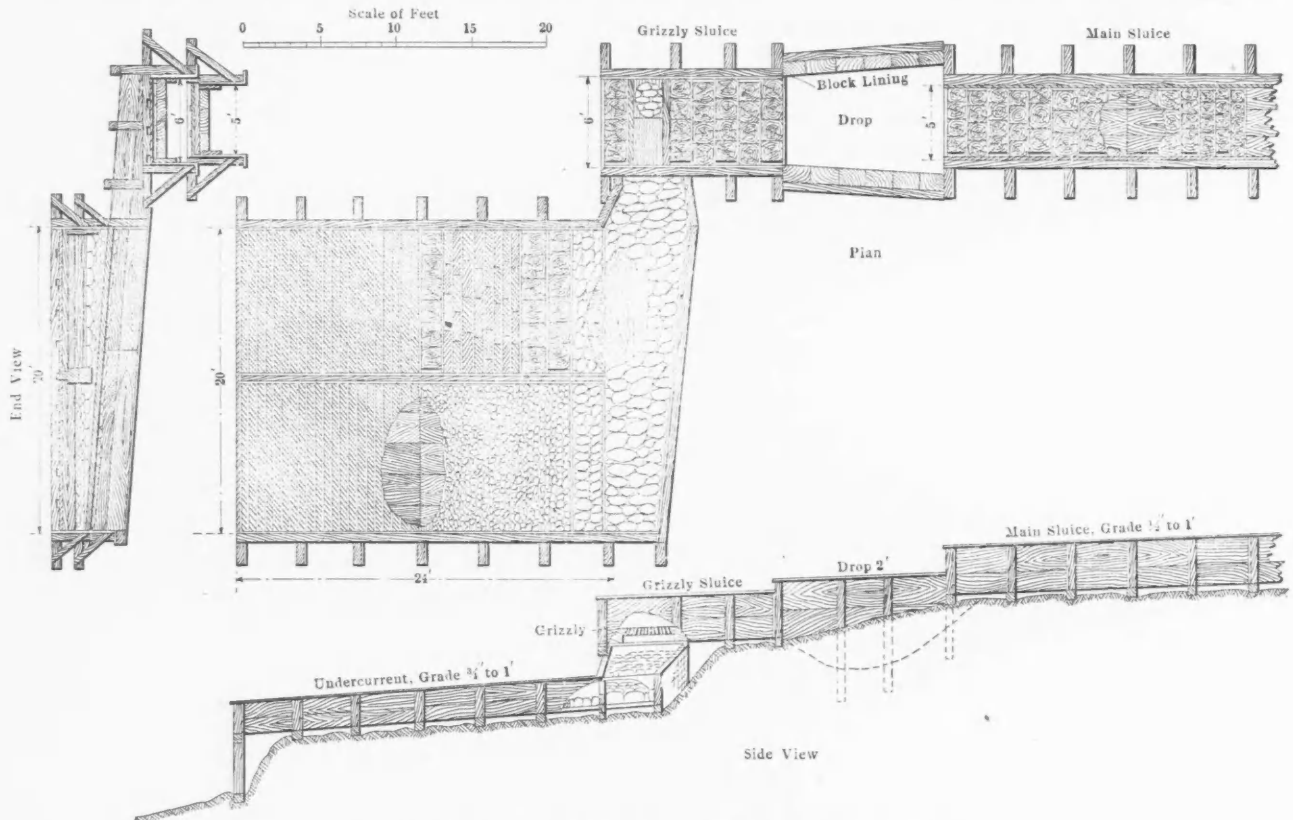 Scale of Feet
0 5 10 15 20
Grizzly Sluice
Main Sluice
Block Lining
Drop
6'
5'
6'
5'
Plan
End View
20'
20'
24'
Main Sluice, Grade ½" to 1'
Drop 2'
Grizzly Sluice
Grizzly
Undercurrent, Grade ¾" to 1'
Side View